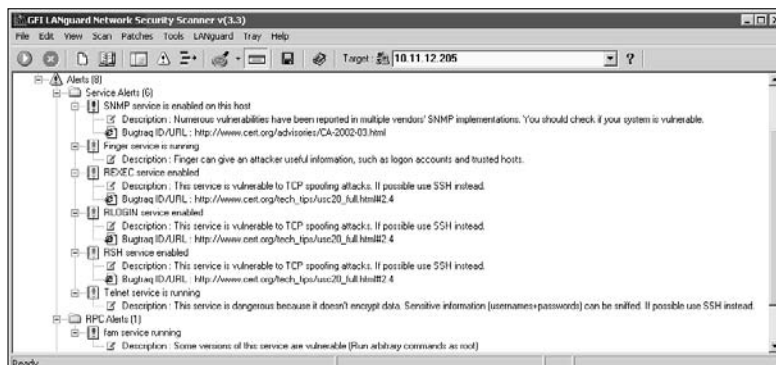 GFI LANguard Network Security Scanner v(3.3)
File Edit View Scan Patches Tools LANguard Tray Help
Target: 10.11.12.205 ?
Alerts (8)
Service Alerts (6)
SNMP service is enabled on this host
Description : Numerous vulnerabilities have been reported in multiple vendors' SNMP implementations. You should check if your system is vulnerable.
Bugtraq ID/URL : http://www.cert.org/advisories/CA-2002-03.html
Finger service is running
Description : Finger can give an attacker useful information, such as logon accounts and trusted hosts.
REXEC service enabled
Description : This service is vulnerable to TCP spoofing attacks. If possible use SSH instead.
Bugtraq ID/URL : http://www.cert.org/tech_tips/usc20_full.html#2.4
RLOGIN service enabled
Description : This service is vulnerable to TCP spoofing attacks. If possible use SSH instead.
Bugtraq ID/URL : http://www.cert.org/tech_tips/usc20_full.html#2.4
RSH service enabled
Description : This service is vulnerable to TCP spoofing attacks. If possible use SSH instead.
Bugtraq ID/URL : http://www.cert.org/tech_tips/usc20_full.html#2.4
Telnet service is running
Description : This service is dangerous because it doesn't encrypt data. Sensitive information (usernames+passwords) can be sniffed. If possible use SSH instead.
RPC Alerts (1)
fam service running
Description : Some versions of this service are vulnerable (Run arbitrary commands as root)
Ready